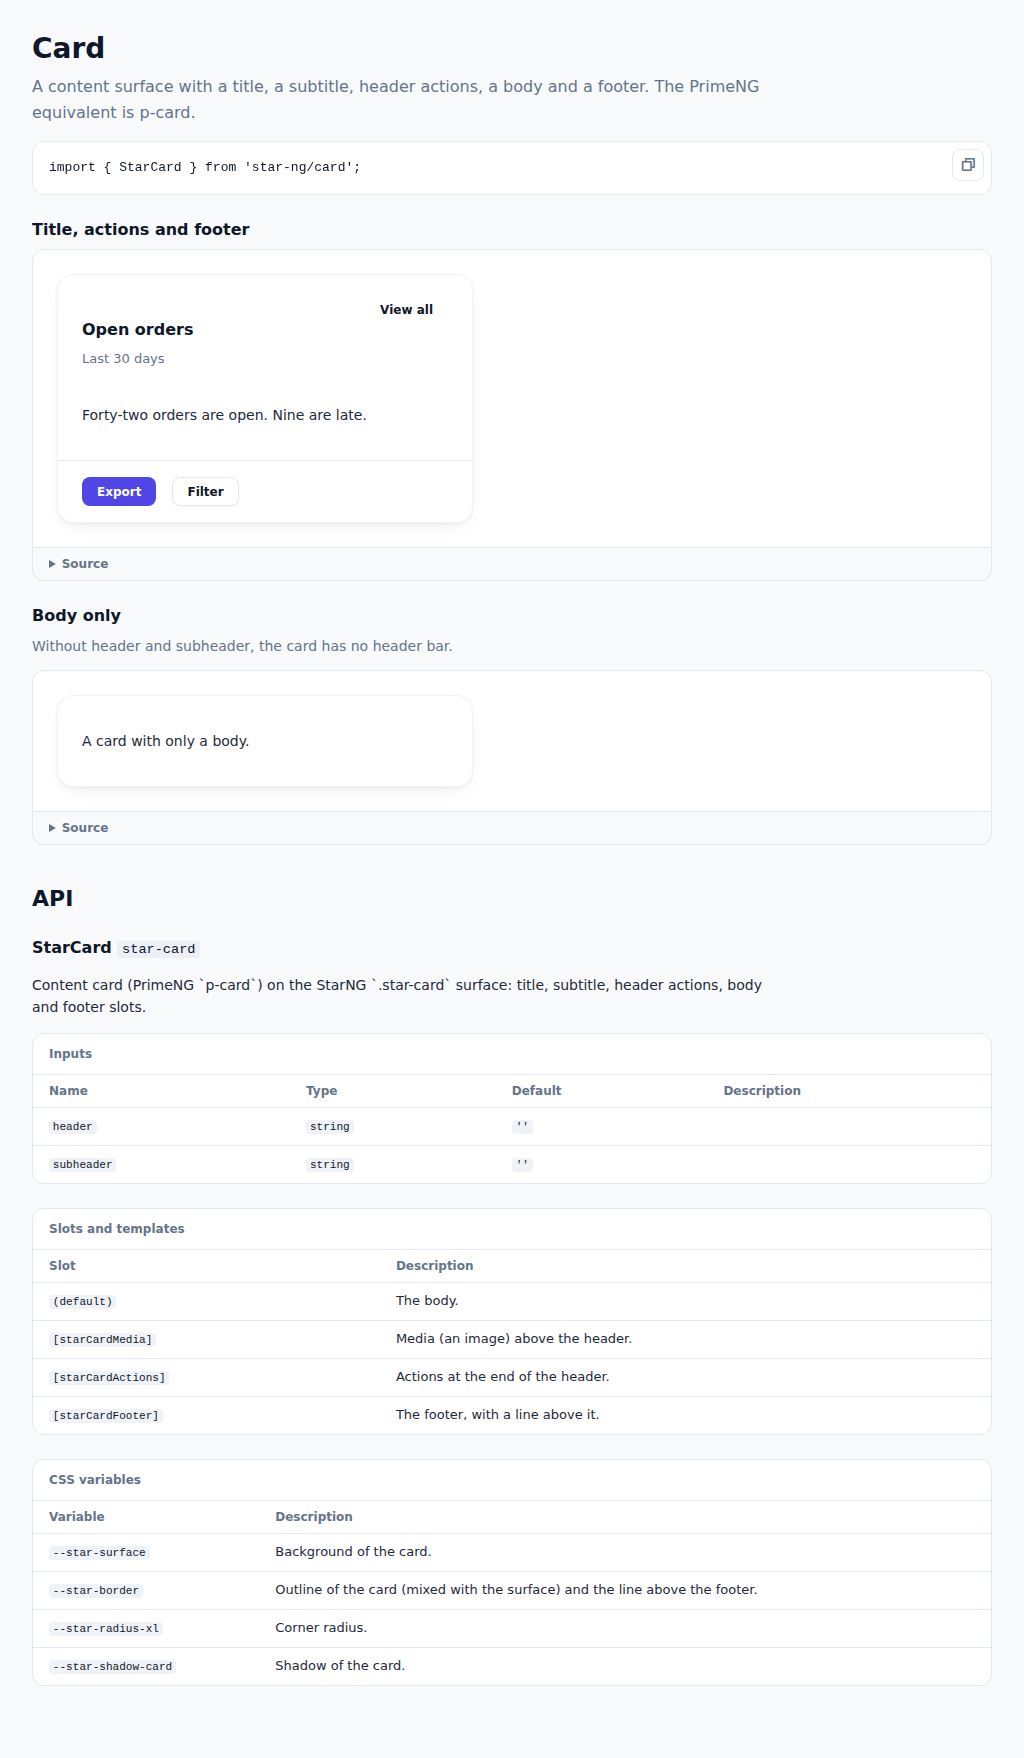 Card
A content surface with a title, a subtitle, header actions, a body and a footer. The PrimeNG
equivalent is p-card.
import { StarCard } from 'star-ng/card';
Title, actions and footer
View all
Open orders
Last 30 days
Forty-two orders are open. Nine are late.
Export Filter
Source
Body only
Without header and subheader, the card has no header bar.
A card with only a body.
Source
API
StarCard star-card
Content card (PrimeNG `p-card`) on the StarNG `.star-card` surface: title, subtitle, header actions, body
and footer slots.
Inputs
Name Type Default Description
header string ''
subheader string ''
Slots and templates
Slot Description
(default) The body.
[starCardMedia] Media (an image) above the header.
[starCardActions] Actions at the end of the header.
[starCardFooter] The footer, with a line above it.
CSS variables
Variable Description
--star-surface Background of the card.
--star-border Outline of the card (mixed with the surface) and the line above the footer.
--star-radius-xl Corner radius.
--star-shadow-card Shadow of the card.